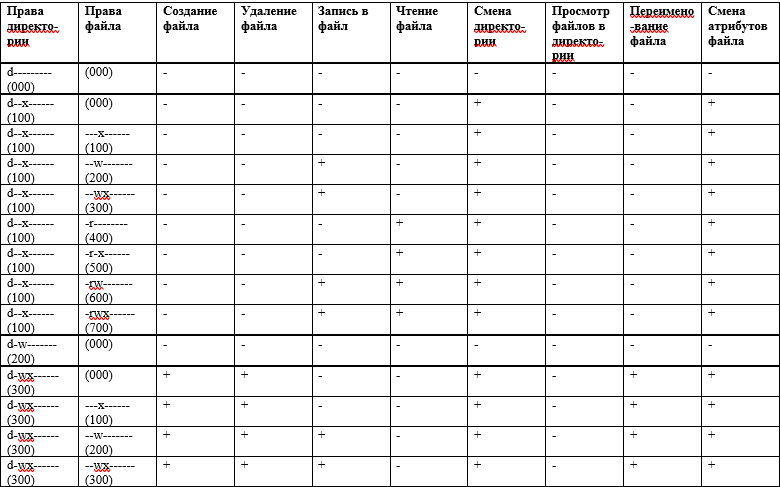 Права Права Создание Удаление Запись в Чтение Смена Просмотр Переимено Смена
директо- файла файла файла файл файла директо- файлов в -вание атрибутов
рии рии директо- файла файла
рии
d--------- (000) - - - - - - - -
(000)
d--x------ (000) - - - - + - - +
(100)
d--x------ ---x------ - - - - + - - +
(100) (100)
d--x------ --w------- - - + - + - - +
(100) (200)
d--x------ --wx------ - - + - + - - +
(100) (300)
d--x------ -r-------- - - - + + - - +
(100) (400)
d--x------ -r-x------ - - - + + - - +
(100) (500)
d--x------ -rw------- - - + + + - - +
(100) (600)
d--x------ -rwx------ - - + + + - - +
(100) (700)
d-w------- (000) - - - - - - - -
(200)
d-wx------ (000) + + - - + - + +
(300)
d-wx------ ---x------ + + - - + - + +
(300) (100)
d-wx------ --w------- + + + - + - + +
(300) (200)
d-wx------ --wx------ + + + - + - + +
(300) (300)